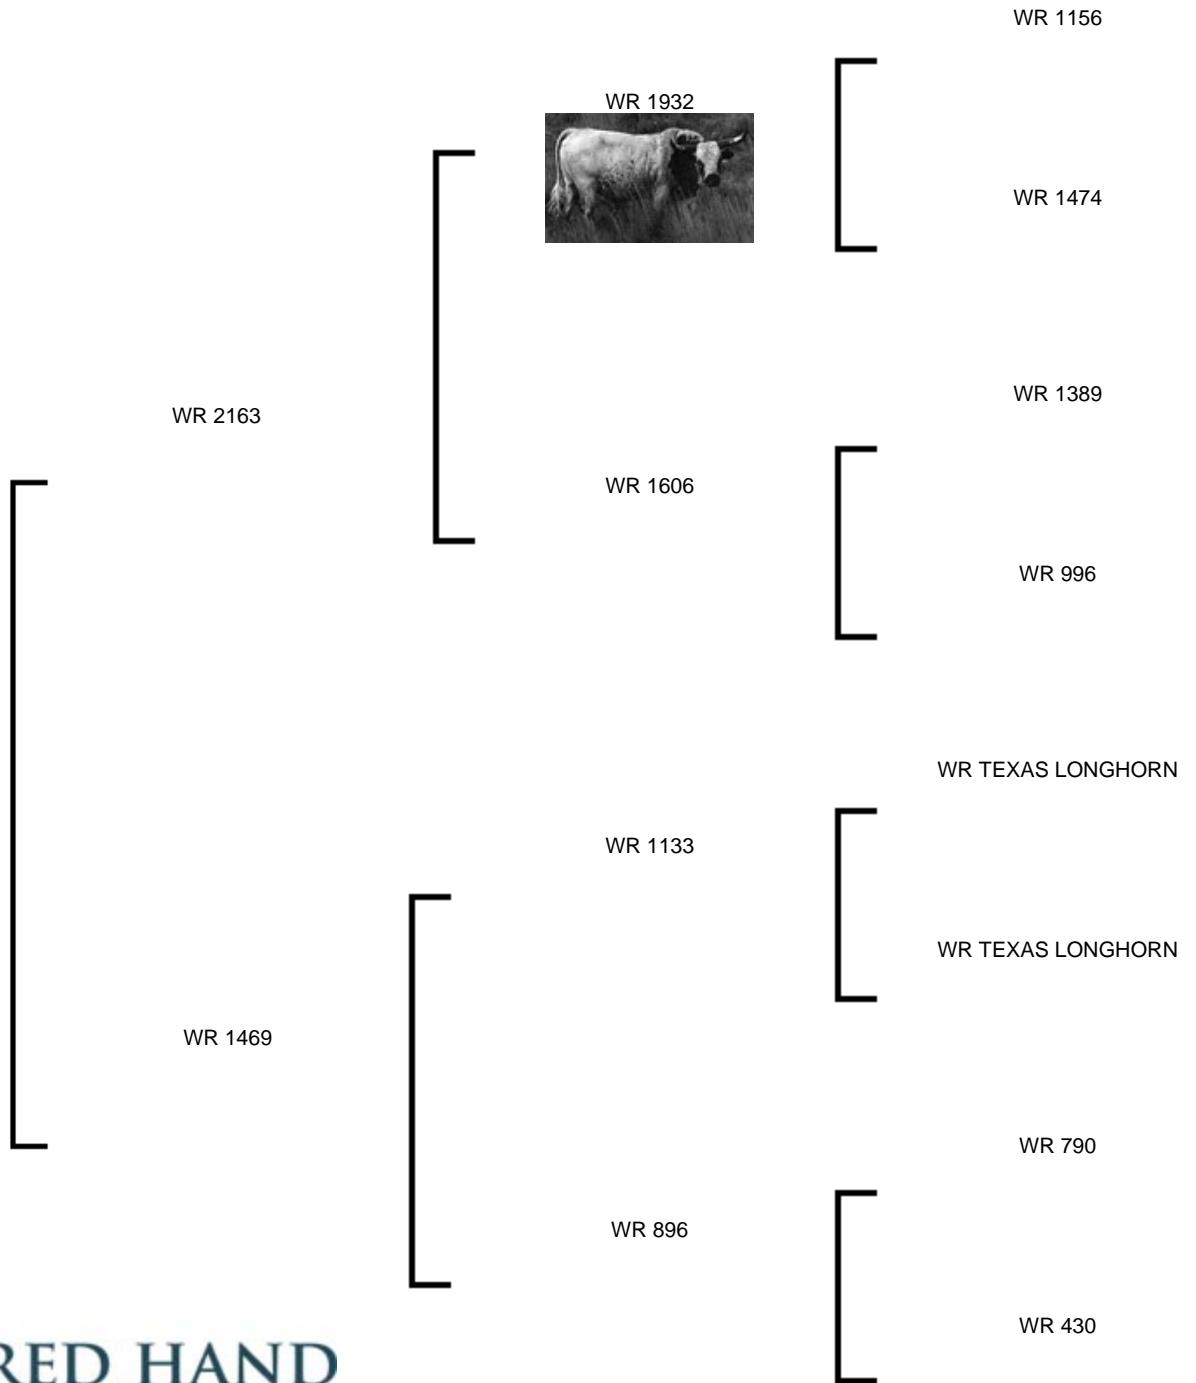 WR 1156
WR 1932
WR 1474
WR 1389
WR 2163
WR 1606
WR 996
WR TEXAS LONGHORN
WR 1133
WR TEXAS LONGHORN
WR 1469
WR 790
WR 896
WR 430
RED HAND